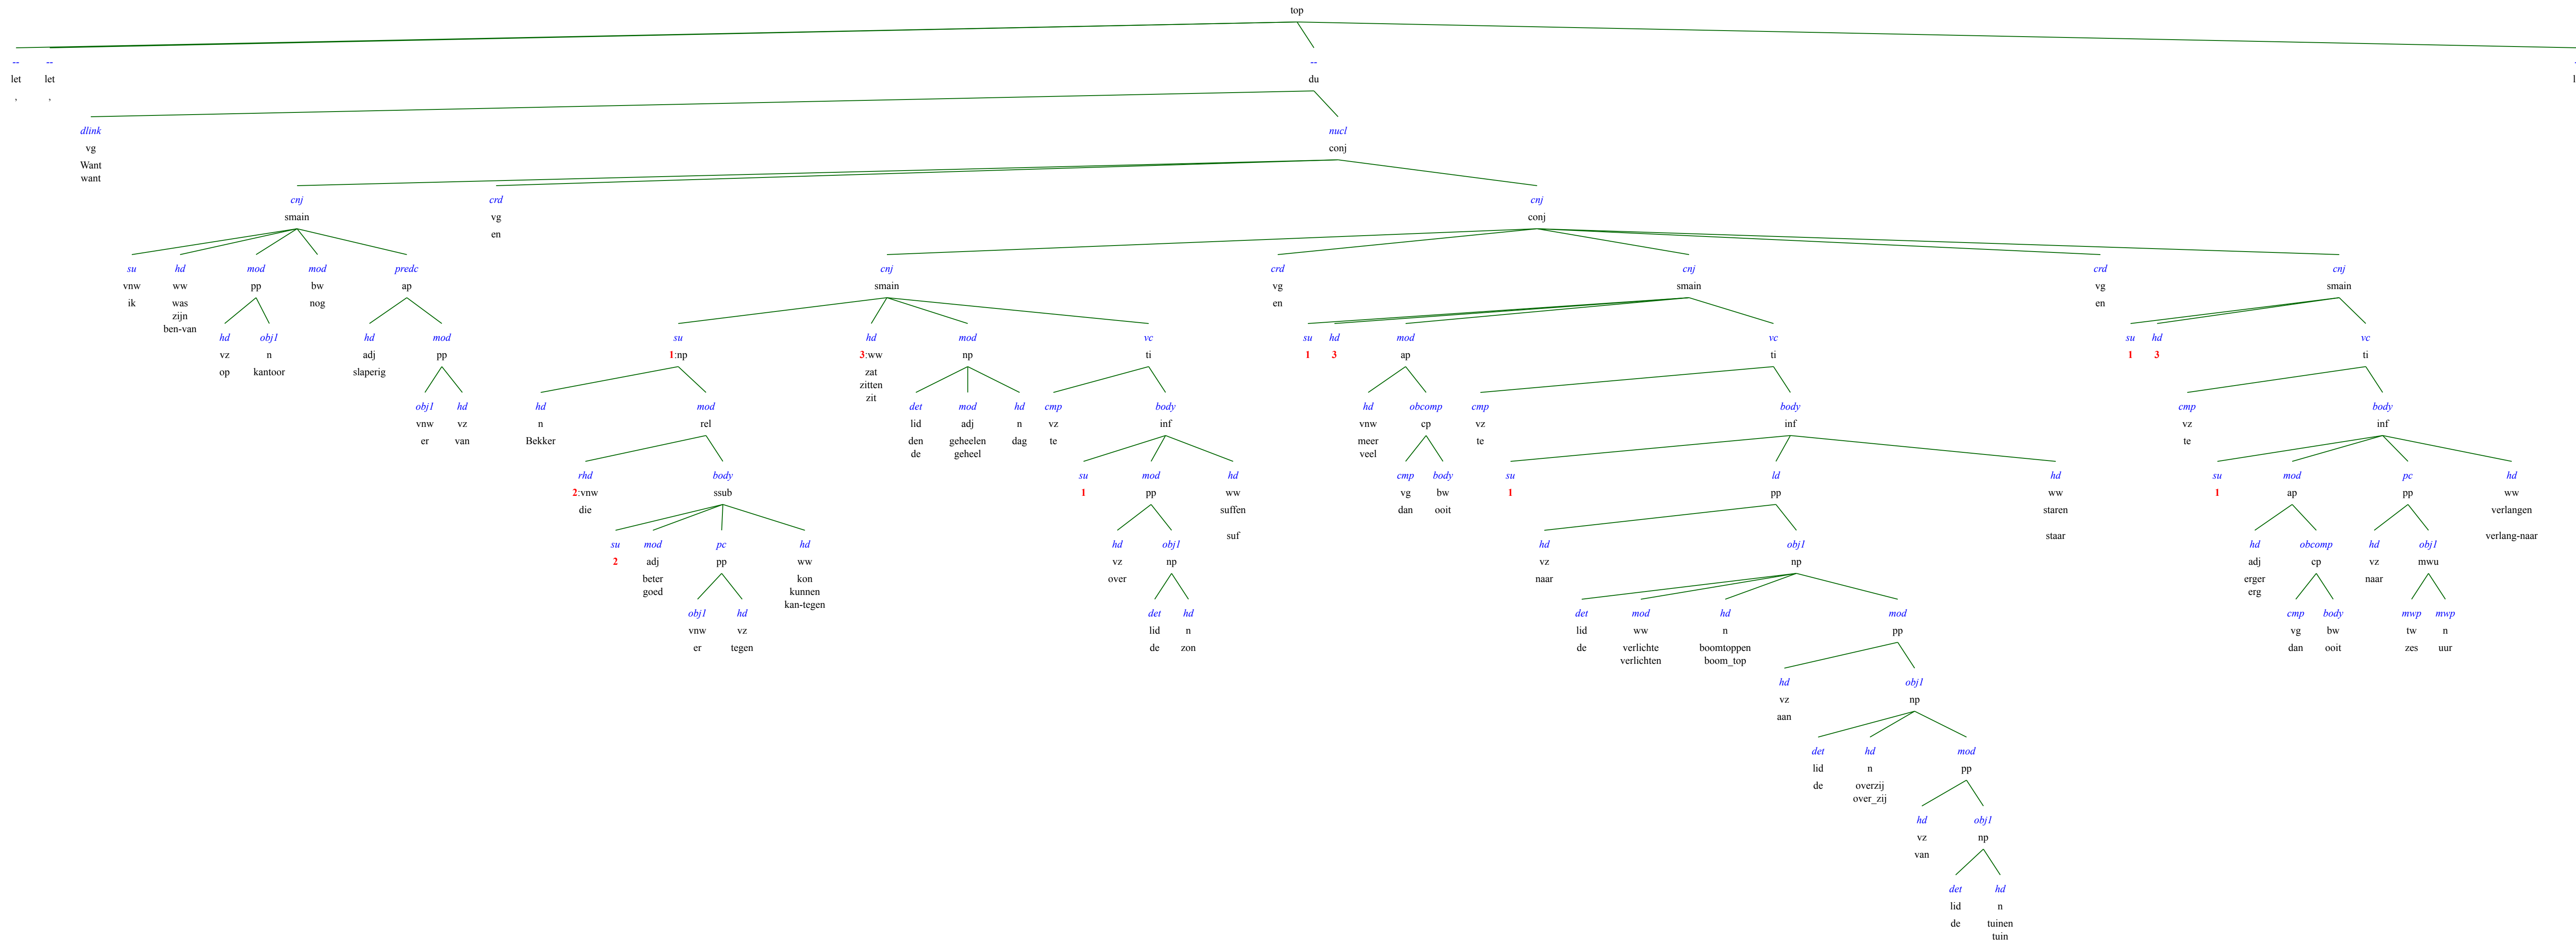 top
-- -- --
let let du
, ,
dlink nucl
vg conj
Want
want
cnj crd cnj
smain vg conj
en
su hd mod mod predc cnj crd cnj crd cnj
vnw ww pp bw ap smain vg smain vg smain
ik was nog en en
zijn
ben-van
hd obj1 hd mod su hd mod vc su hd mod vc su hd vc
vz n adj pp 1:np 3:ww np ti 1 3 ap ti 1 3 ti
op kantoor slaperig zat
zitten
zit
obj1 hd hd mod det mod hd cmp body hd obcomp cmp body cmp body
vnw vz n rel lid adj n vz inf vnw cp vz inf vz inf
er van Bekker den geheelen dag te meer te te
de geheel veel
rhd body su mod hd cmp body su ld hd su mod pc hd
2:vnw ssub 1 pp ww vg bw 1 pp ww 1 ap pp ww
die suffen dan ooit staren verlangen
suf staar verlang-naar
su mod pc hd hd obj1 hd obj1 hd obcomp hd obj1
2 adj pp ww vz np vz np adj cp vz mwu
beter kon over naar erger naar
goed kunnen erg
kan-tegen
obj1 hd det hd det mod hd mod cmp body mwp mwp
vnw vz lid n lid ww n pp vg bw tw n
er tegen de zon de verlichte boomtoppen dan ooit zes uur
verlichten boom_top
hd obj1
vz np
aan
det hd mod
lid n pp
de overzij
over_zij
hd obj1
vz np
van
det hd
lid n
de tuinen
tuin